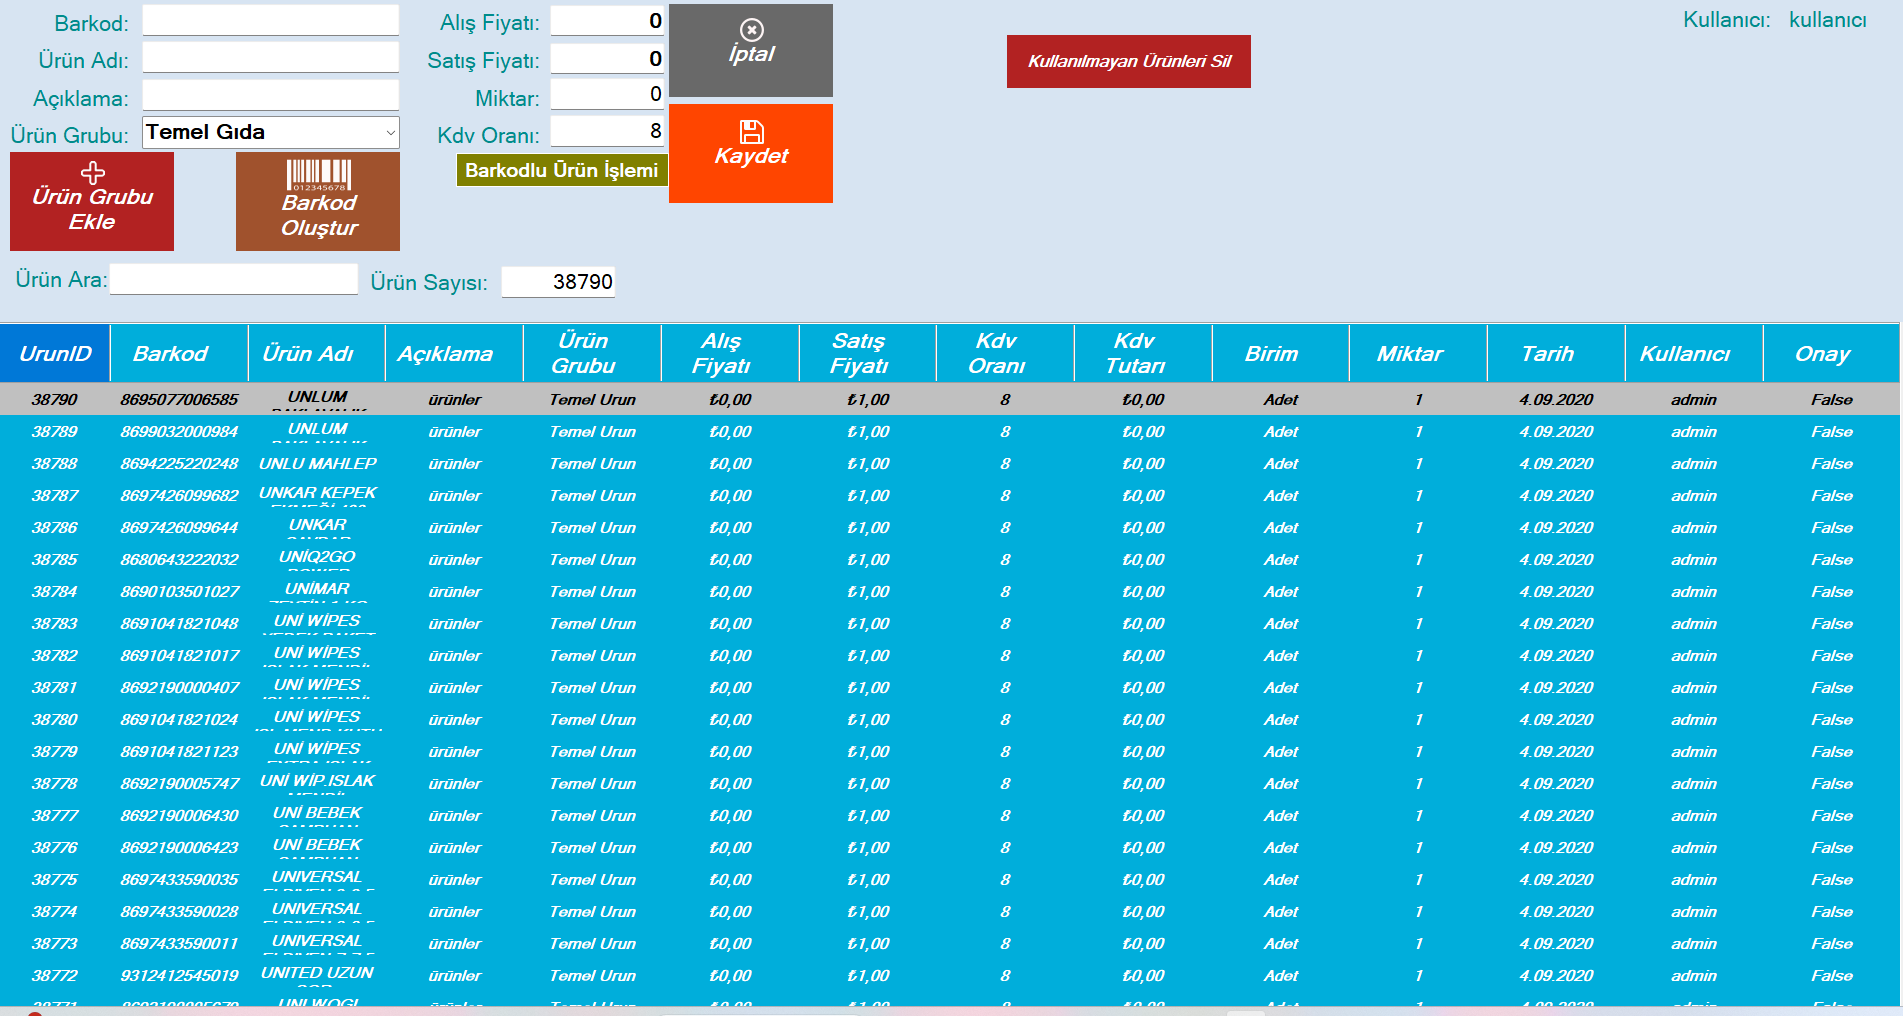 Barkod:
Ürün Adı:
Açıklama:
Ürün Grubu: Temel Gıda
Alış Fiyatı: 0
Satış Fiyatı: 0
Miktar: 0
Kdv Oranı: 8
İptal
Kaydet
Barkodlu Ürün İşlemi
Kullanılmayan Ürünleri Sil
Kullanıcı: kullanıcı
Ürün Grubu
Ekle
012345678
Barkod
Oluştur
Ürün Ara:
Ürün Sayısı: 38790
UrunID Barkod Ürün Adı Açıklama Ürün Grubu Alış Fiyatı Satış Fiyatı Kdv Oranı Kdv Tutarı Birim Miktar Tarih Kullanıcı Onay
38790 8695077006585 UNLUM ürünler Temel Urun ₺0,00 ₺1,00 8 ₺0,00 Adet 1 4.09.2020 admin False
38789 8699032000984 UNLUM ürünler Temel Urun ₺0,00 ₺1,00 8 ₺0,00 Adet 1 4.09.2020 admin False
38788 8694225220248 UNLU MAHLEP ürünler Temel Urun ₺0,00 ₺1,00 8 ₺0,00 Adet 1 4.09.2020 admin False
38787 8697426099682 UNKAR KEPEK ürünler Temel Urun ₺0,00 ₺1,00 8 ₺0,00 Adet 1 4.09.2020 admin False
38786 8697426099644 UNKAR ürünler Temel Urun ₺0,00 ₺1,00 8 ₺0,00 Adet 1 4.09.2020 admin False
38785 8680643222032 UNİQ2GO ürünler Temel Urun ₺0,00 ₺1,00 8 ₺0,00 Adet 1 4.09.2020 admin False
38784 8690103501027 UNİMAR ürünler Temel Urun ₺0,00 ₺1,00 8 ₺0,00 Adet 1 4.09.2020 admin False
38783 8691041821048 UNİ WİPES ürünler Temel Urun ₺0,00 ₺1,00 8 ₺0,00 Adet 1 4.09.2020 admin False
38782 8691041821017 UNİ WİPES ürünler Temel Urun ₺0,00 ₺1,00 8 ₺0,00 Adet 1 4.09.2020 admin False
38781 8692190000407 UNİ WİPES ürünler Temel Urun ₺0,00 ₺1,00 8 ₺0,00 Adet 1 4.09.2020 admin False
38780 8691041821024 UNİ WİPES ürünler Temel Urun ₺0,00 ₺1,00 8 ₺0,00 Adet 1 4.09.2020 admin False
38779 8691041821123 UNİ WİPES ürünler Temel Urun ₺0,00 ₺1,00 8 ₺0,00 Adet 1 4.09.2020 admin False
38778 8692190005747 UNİ WİP.ISLAK ürünler Temel Urun ₺0,00 ₺1,00 8 ₺0,00 Adet 1 4.09.2020 admin False
38777 8692190006430 UNİ BEBEK ürünler Temel Urun ₺0,00 ₺1,00 8 ₺0,00 Adet 1 4.09.2020 admin False
38776 8692190006423 UNİ BEBEK ürünler Temel Urun ₺0,00 ₺1,00 8 ₺0,00 Adet 1 4.09.2020 admin False
38775 8697433590035 UNIVERSAL ürünler Temel Urun ₺0,00 ₺1,00 8 ₺0,00 Adet 1 4.09.2020 admin False
38774 8697433590028 UNIVERSAL ürünler Temel Urun ₺0,00 ₺1,00 8 ₺0,00 Adet 1 4.09.2020 admin False
38773 8697433590011 UNIVERSAL ürünler Temel Urun ₺0,00 ₺1,00 8 ₺0,00 Adet 1 4.09.2020 admin False
38772 9312412545019 UNITED UZUN ürünler Temel Urun ₺0,00 ₺1,00 8 ₺0,00 Adet 1 4.09.2020 admin False